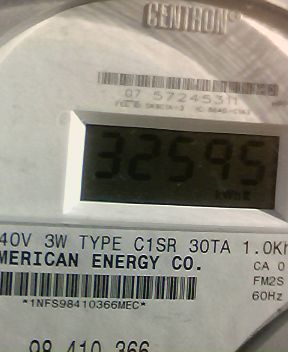 CENTRON®
07 57245311
32595
40V 3W TYPE C1SR 30TA 1.0Kh
MERICAN ENERGY CO.
CA 0
FM2S
*1NFS98410366MEC*
60Hz
98 410 366